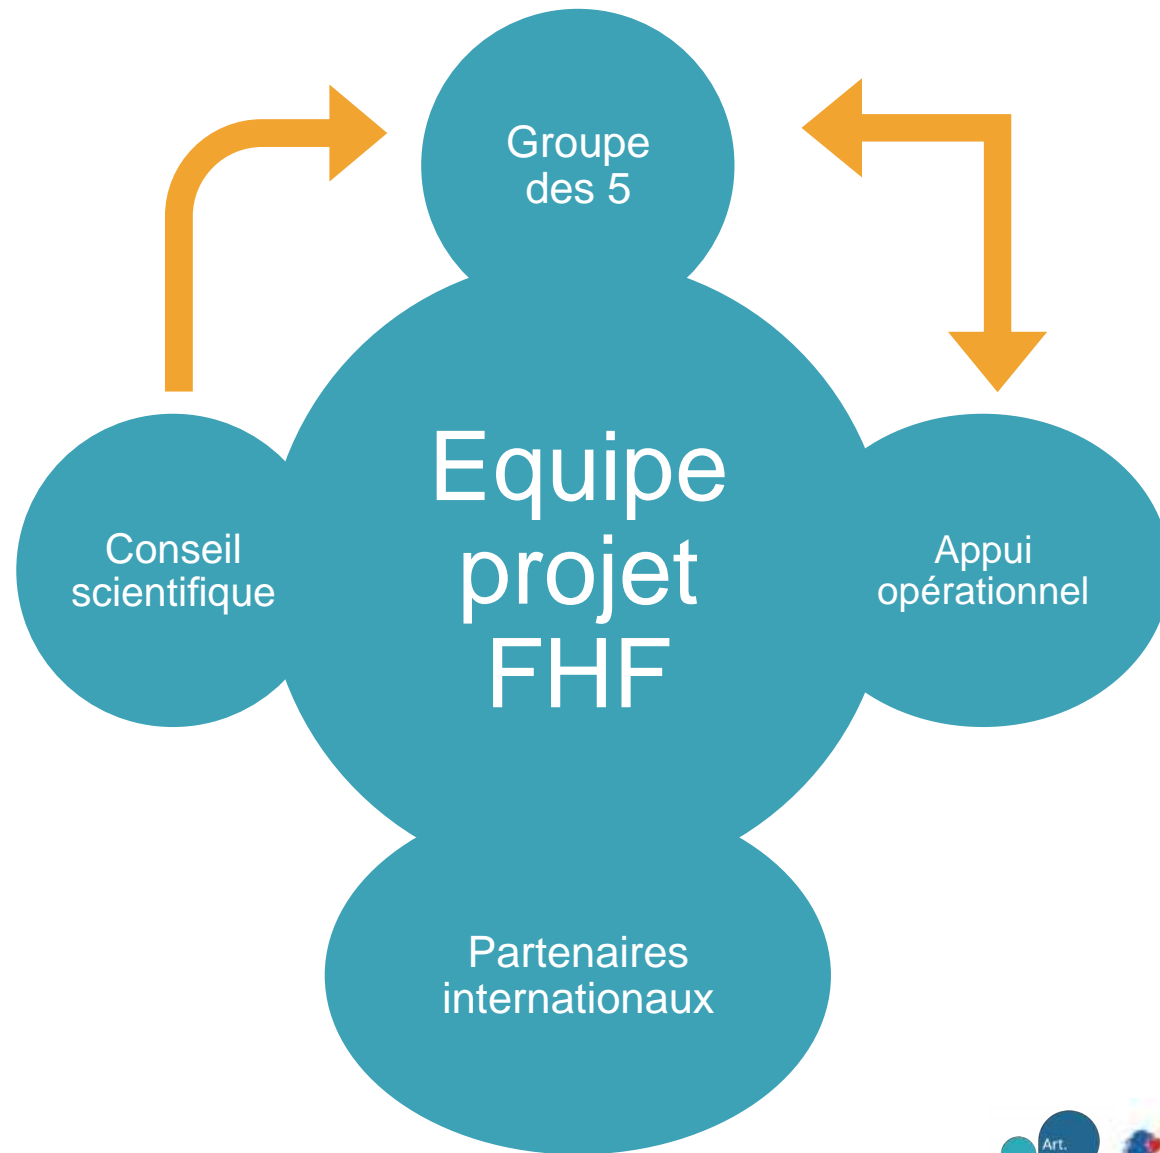 Groupe
des 5
Equipe
projet
FHF
Conseil
scientifique
Appui
opérationnel
Partenaires
internationaux
Art.